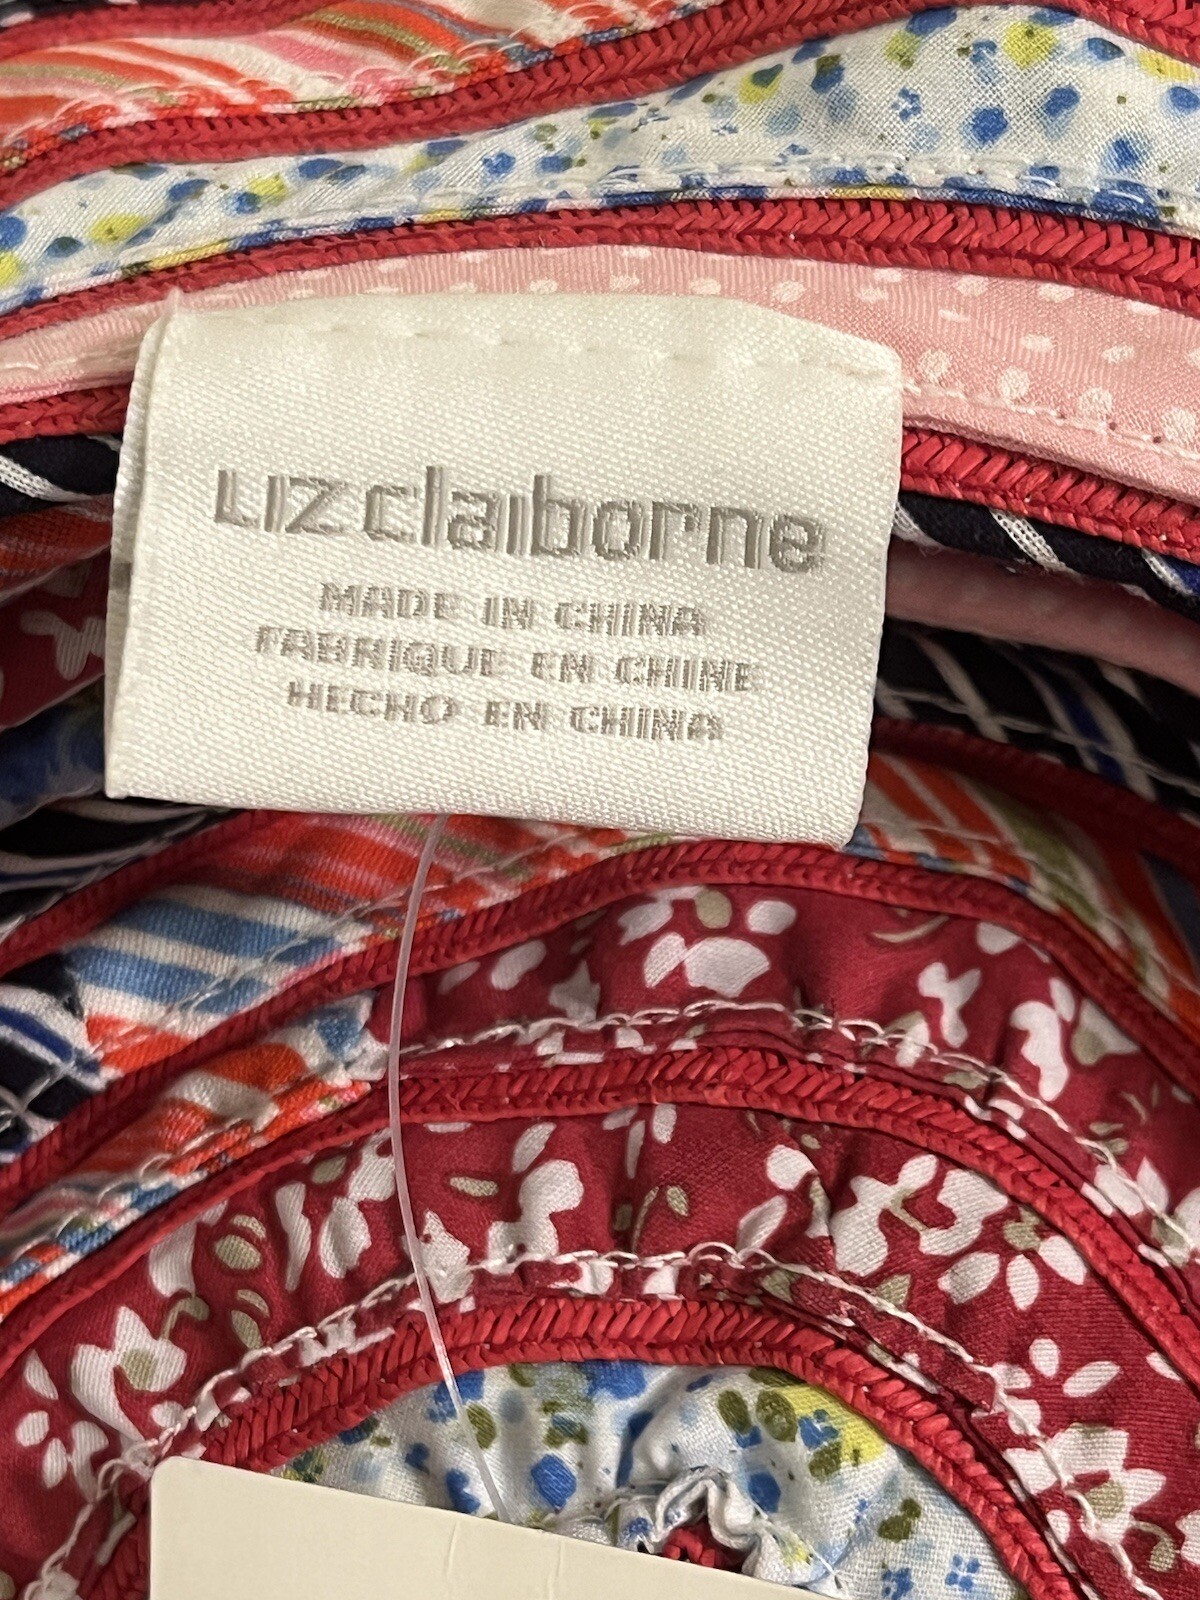 Liz claiborne
MADE IN CHINA
FABRIQUE EN CHINE
HECHO EN CHINA